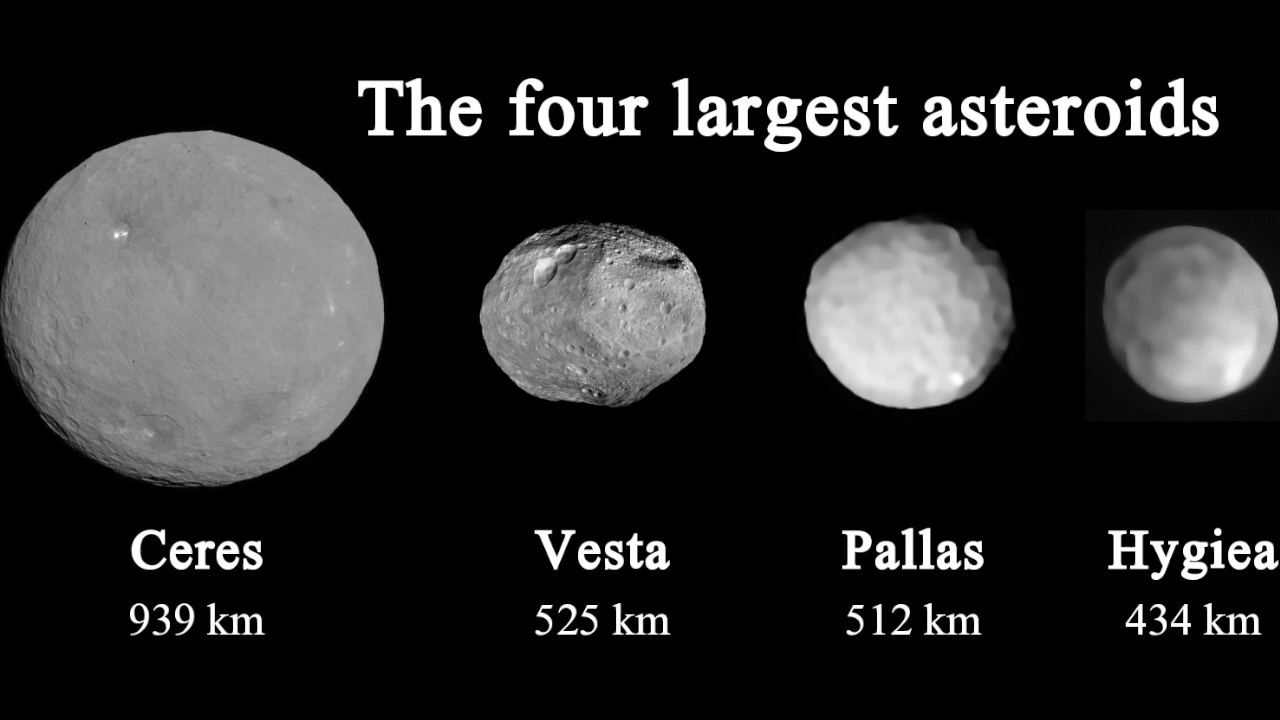 The four largest asteroids
Ceres
Vesta
Pallas
Hygiea
939 km
525 km
512 km
434 km